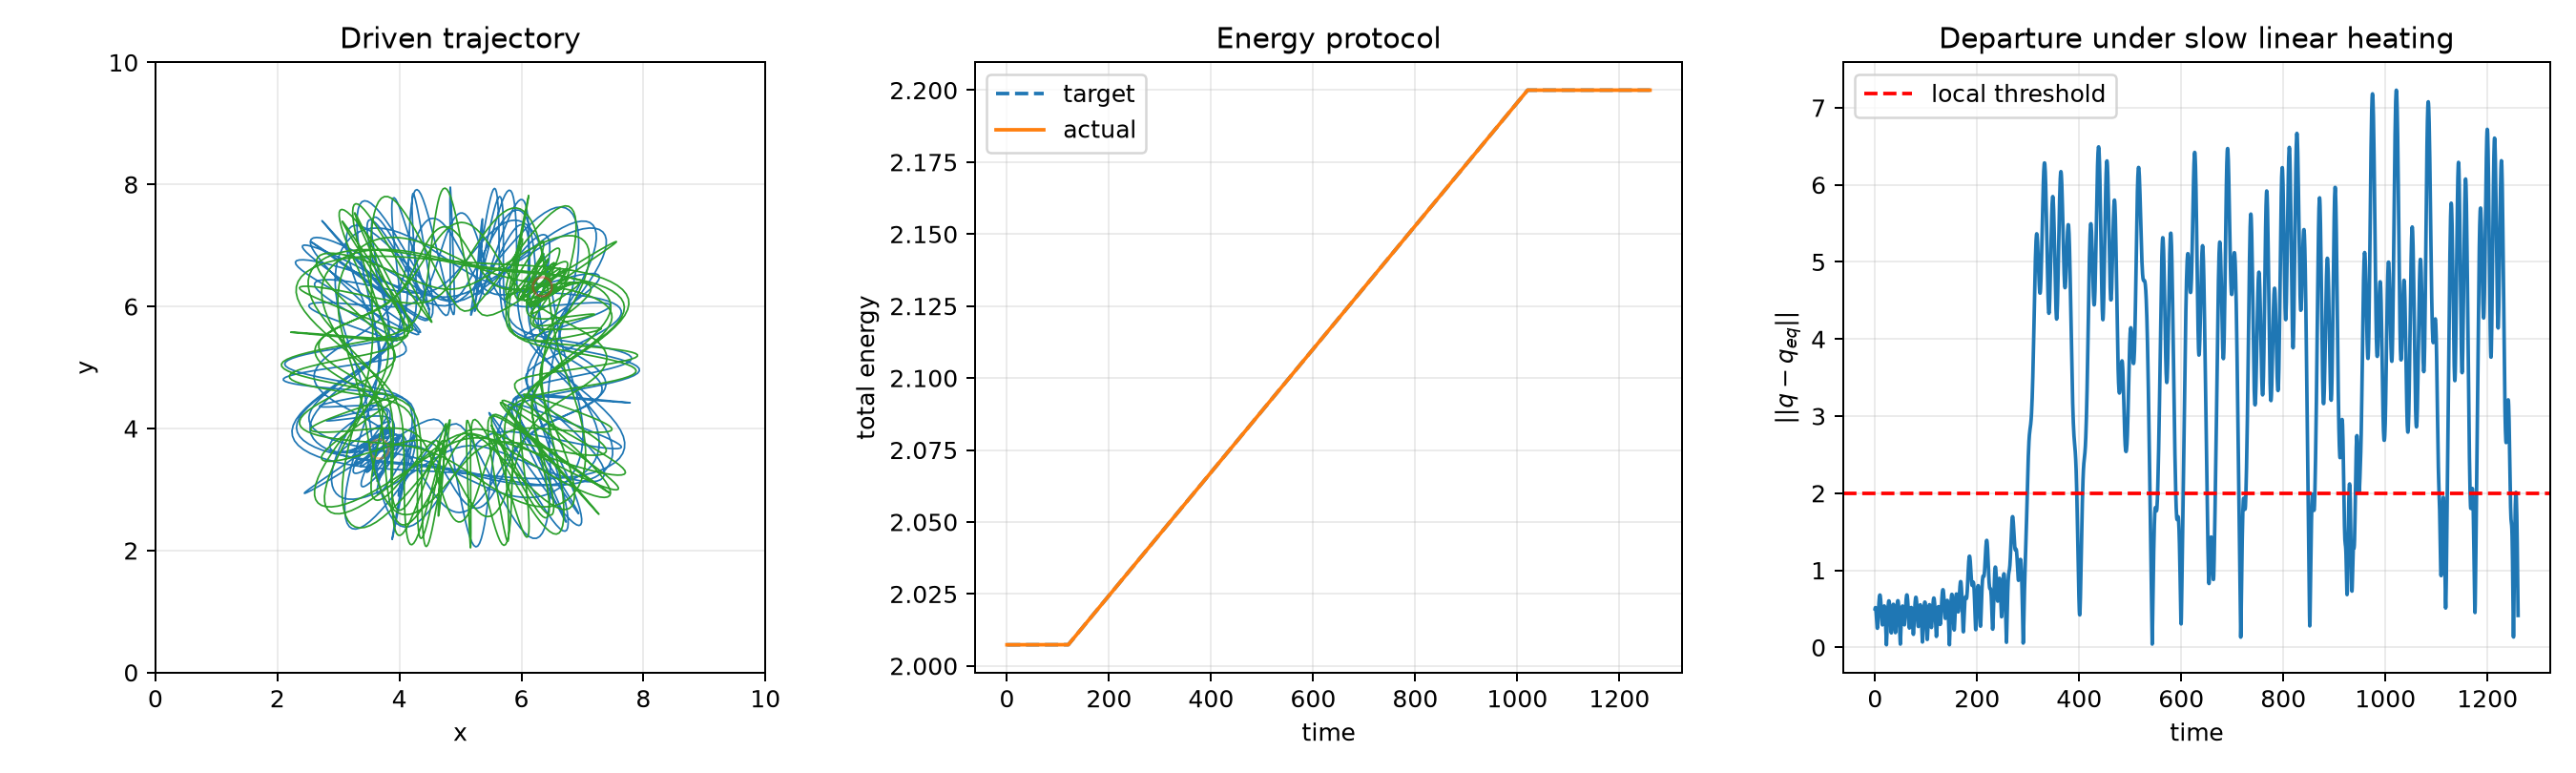 Driven trajectory
10
8
6
4
2
0
y
0 2 4 6 8 10
x
Energy protocol
target
actual
2.200
2.175
2.150
2.125
2.100
2.075
2.050
2.025
2.000
total energy
0 200 400 600 800 1000 1200
time
Departure under slow linear heating
local threshold
7
6
5
4
3
2
1
0
||q − q_eq||
0 200 400 600 800 1000 1200
time